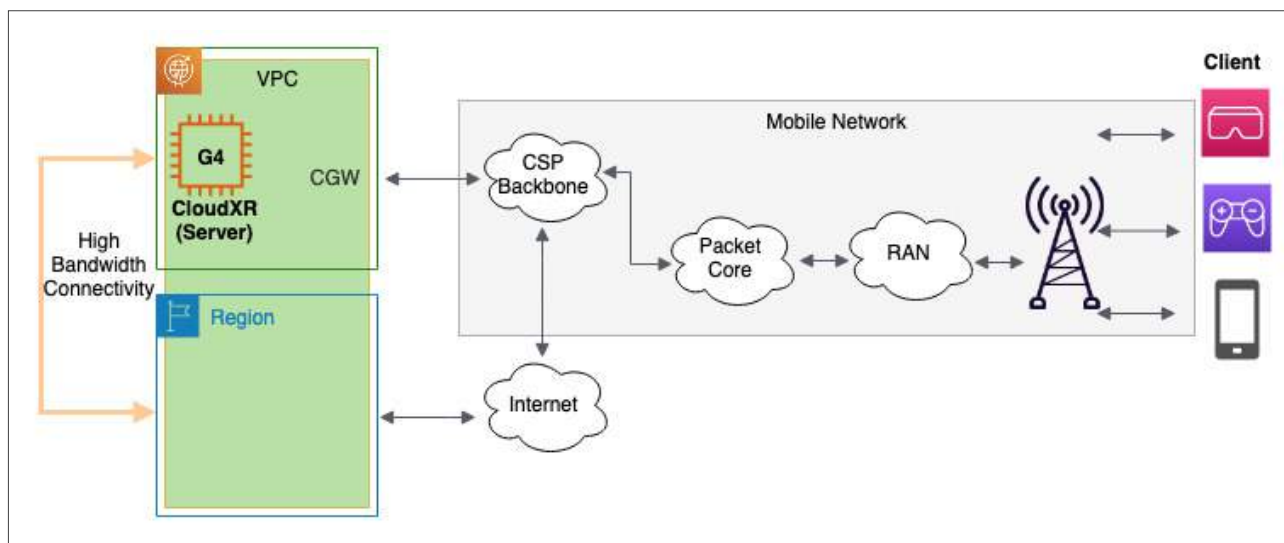 VPC
G4
CGW
CloudXR
(Server)
High
Bandwidth
Connectivity
Region
Mobile Network
CSP
Backbone
Packet
Core
RAN
Internet
Client